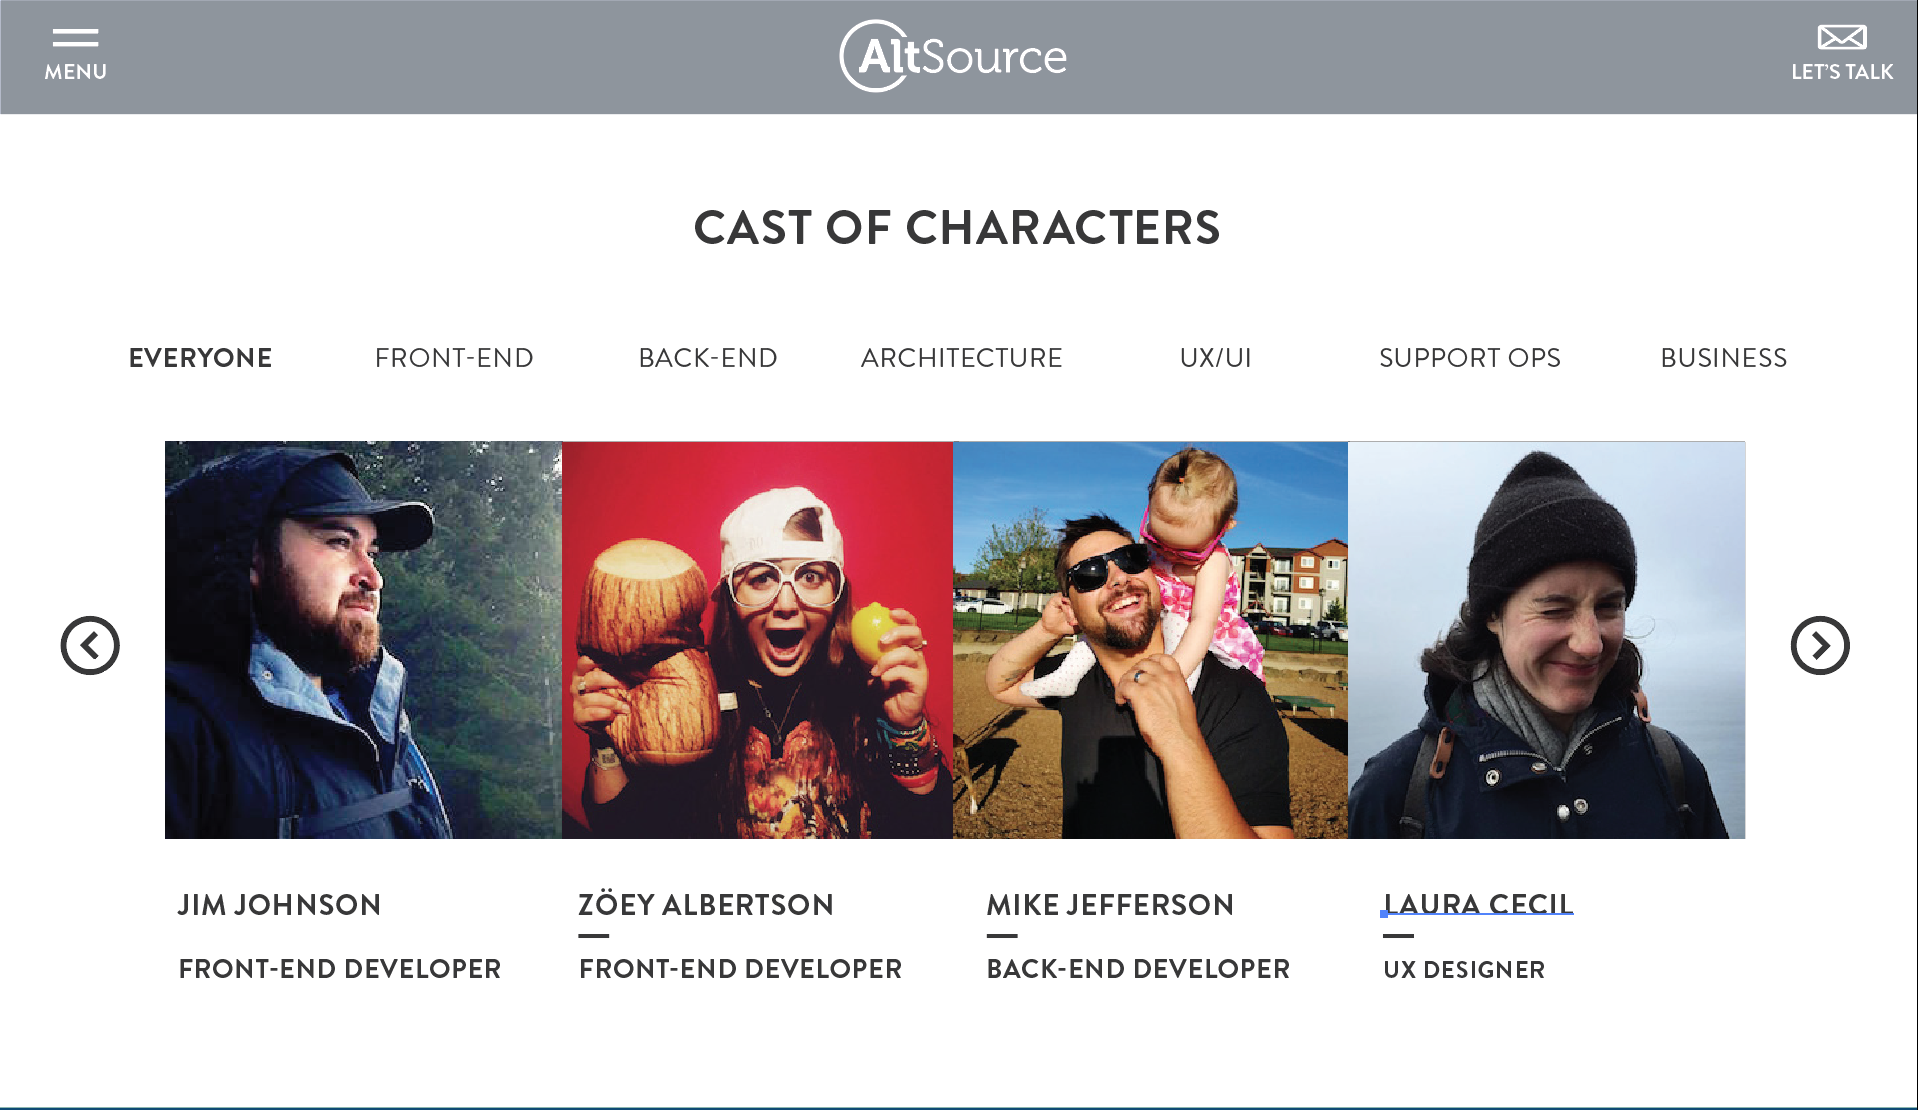 MENU
AltSource
LET'S TALK
CAST OF CHARACTERS
EVERYONE FRONT-END BACK-END ARCHITECTURE UX/UI SUPPORT OPS BUSINESS
JIM JOHNSON
FRONT-END DEVELOPER
ZÖEY ALBERTSON
FRONT-END DEVELOPER
MIKE JEFFERSON
BACK-END DEVELOPER
LAURA CECIL
UX DESIGNER